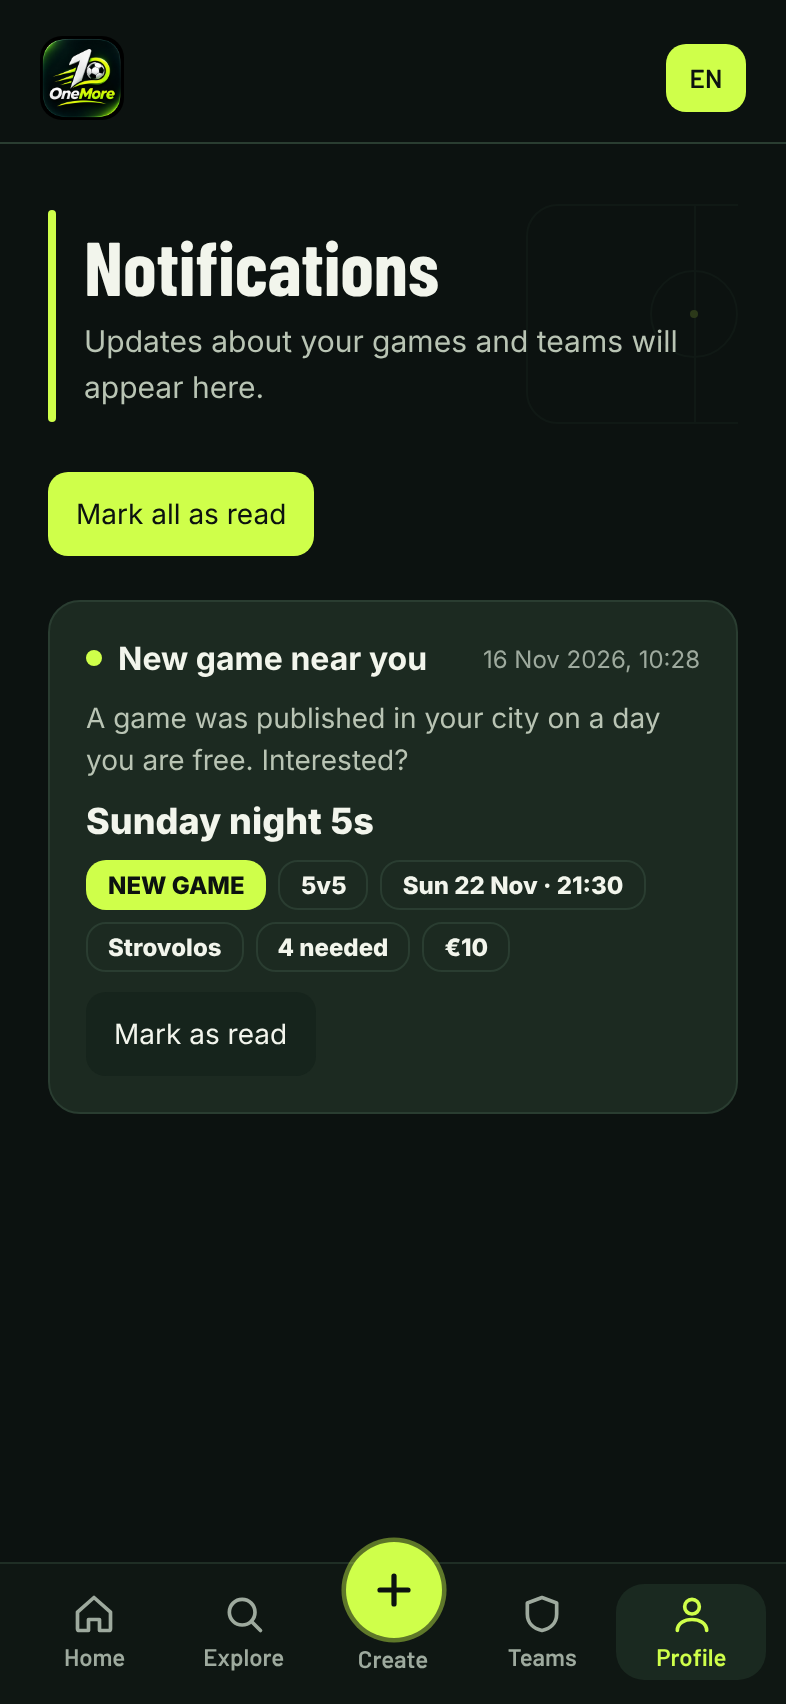 OneMore
EN
Notifications
Updates about your games and teams will
appear here.
Mark all as read
New game near you
16 Nov 2026, 10:28
A game was published in your city on a day
you are free. Interested?
Sunday night 5s
NEW GAME
5v5
Sun 22 Nov · 21:30
Strovolos
4 needed
€10
Mark as read
Home
Explore
Create
Teams
Profile